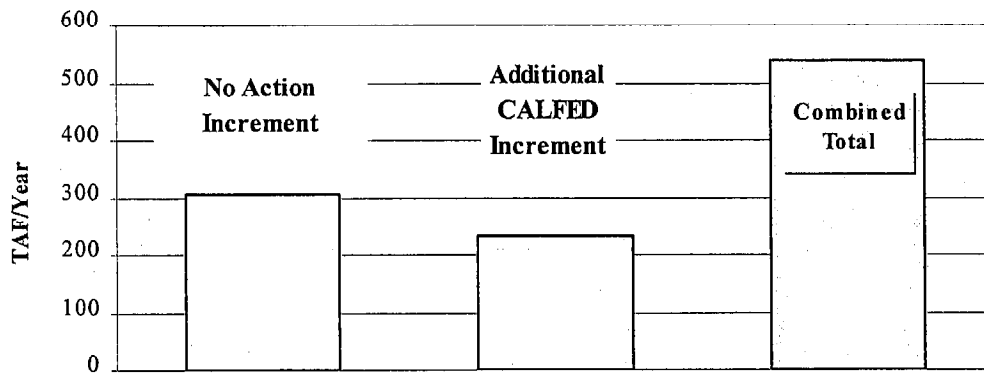 600
500
400
300
200
100
0
TAF/Year
No Action
Increment
Additional
CALFED
Increment
Combined
Total